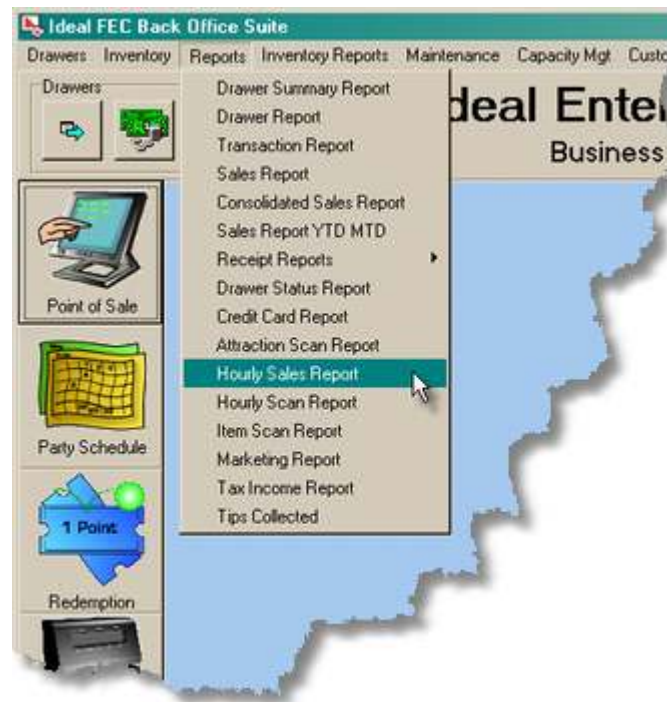 Ideal FEC Back Office Suite
Drawers Inventory Reports Inventory Reports Maintenance Capacity Mgt Custo
Drawers
deal Enter
Business
Drawer Summary Report
Drawer Report
Transaction Report
Sales Report
Consolidated Sales Report
Sales Report YTD MTD
Receipt Reports
Drawer Status Report
Credit Card Report
Attraction Scan Report
Hourly Sales Report
Hourly Scan Report
Item Scan Report
Marketing Report
Tax Income Report
Tips Collected
Point of Sale
Party Schedule
1 Point
Redemption